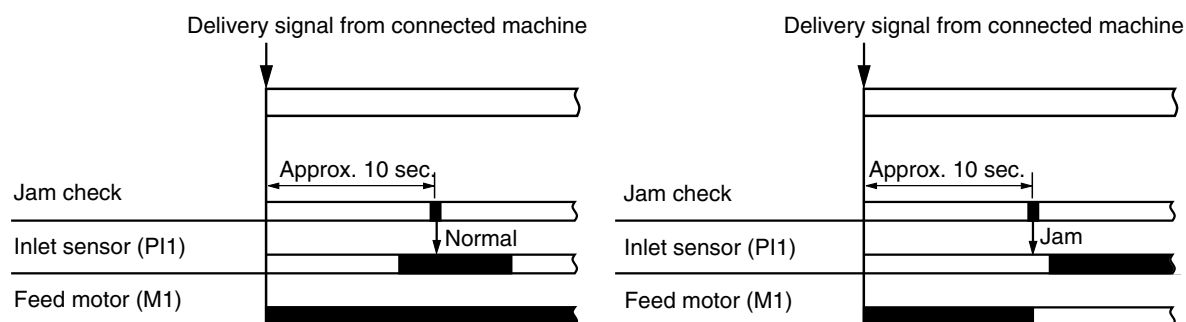 Delivery signal from connected machine
Approx. 10 sec.
Jam check
Normal
Inlet sensor (PI1)
Feed motor (M1)
Delivery signal from connected machine
Approx. 10 sec.
Jam check
Jam
Inlet sensor (PI1)
Feed motor (M1)